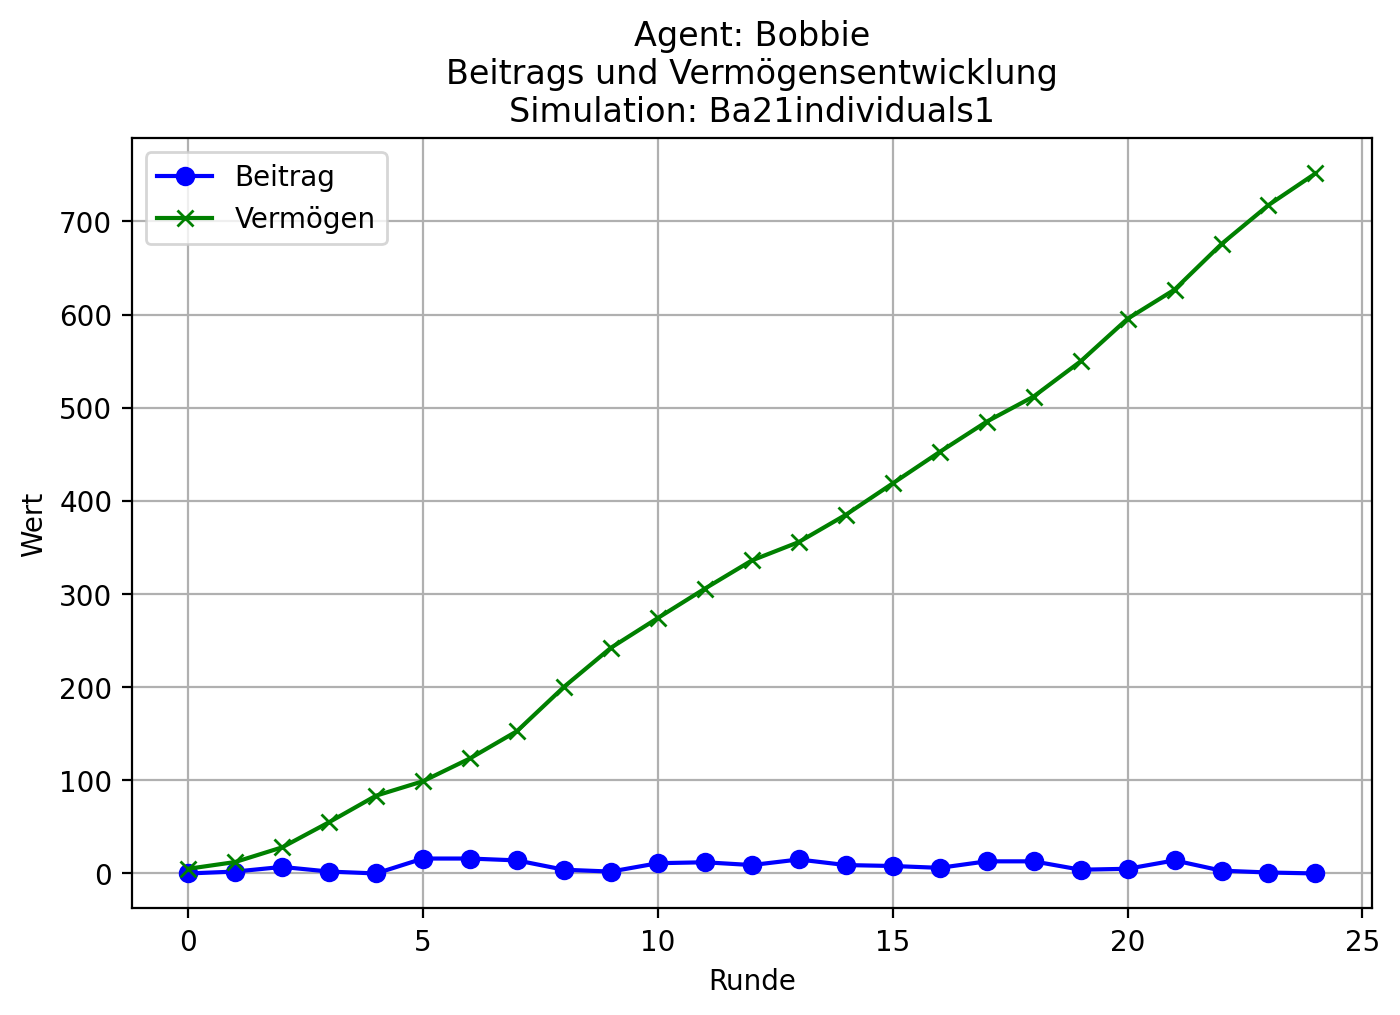 Agent: Bobbie
Beitrags und Vermögensentwicklung
Simulation: Ba21individuals1
Beitrag
Vermögen
700
600
500
400
300
200
100
0
Wert
0 5 10 15 20 25
Runde